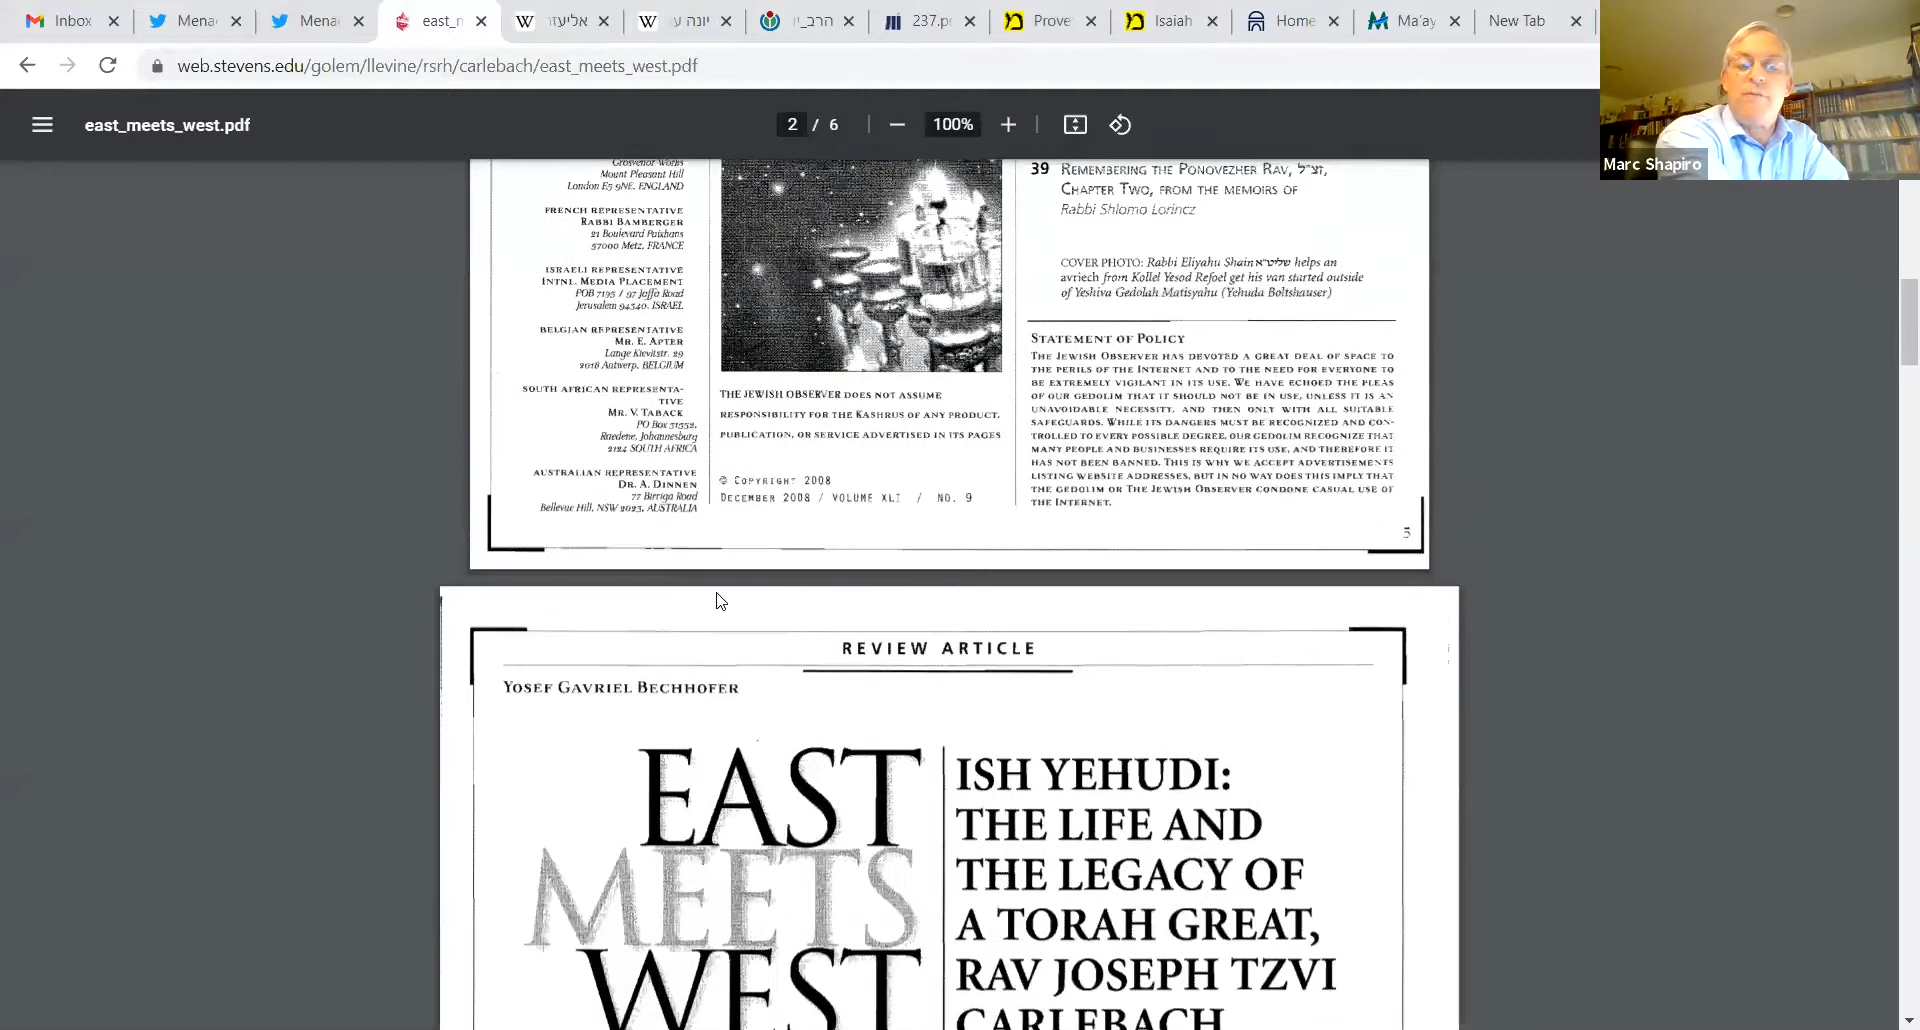 Inbox
Mena
Mena
east_m
אליעזר
יונה ע
הרב_י
237.p
Prove
Isaiah
Home
Ma'ay
New Tab
web.stevens.edu/golem/llevine/rsrh/carlebach/east_meets_west.pdf
east_meets_west.pdf
2 / 6
100%
Marc Shapiro
Grosvenor Works
Mount Pleasant Hill
London E5 9NE. ENGLAND
FRENCH REPRESENTATIVE
RABBI BAMBERGER
21 Boulevard Paixhans
57000 Metz. FRANCE
ISRAELI REPRESENTATIVE
INTNL. MEDIA PLACEMENT
POB 7195 / 97 Jaffa Road
Jerusalem 94340. ISRAEL
BELGIAN REPRESENTATIVE
MR. E. APTER
Lange Kievitstr. 29
2018 Antwerp, BELGIUM
SOUTH AFRICAN REPRESENTA-
TIVE
MR. V. TABACK
PO Box 51552,
Raedene, Johannesburg
2124 SOUTH AFRICA
AUSTRALIAN REPRESENTATIVE
DR. A. DINNEN
77 Birriga Road
Bellevue Hill, NSW 2023, AUSTRALIA
THE JEWISH OBSERVER DOES NOT ASSUME
RESPONSIBILITY FOR THE KASHRUS OF ANY PRODUCT,
PUBLICATION, OR SERVICE ADVERTISED IN ITS PAGES
© COPYRIGHT 2008
DECEMBER 2008 / VOLUME XLI / NO. 9
39 REMEMBERING THE PONOVEZHER RAV, זצ"ל,
CHAPTER TWO, FROM THE MEMOIRS OF
Rabbi Shlomo Lorincz
COVER PHOTO: Rabbi Eliyahu Shain שליט"א helps an
avriech from Kollel Yesod Refoel get his van started outside
of Yeshiva Gedolah Matisyahu (Yehuda Boltshauser)
STATEMENT OF POLICY
THE JEWISH OBSERVER HAS DEVOTED A GREAT DEAL OF SPACE TO
THE PERILS OF THE INTERNET AND TO THE NEED FOR EVERYONE TO
BE EXTREMELY VIGILANT IN ITS USE. WE HAVE ECHOED THE PLEAS
OF OUR GEDOLIM THAT IT SHOULD NOT BE IN USE, UNLESS IT IS AN
UNAVOIDABLE NECESSITY, AND THEN ONLY WITH ALL SUITABLE
SAFEGUARDS. WHILE ITS DANGERS MUST BE RECOGNIZED AND CON-
TROLLED TO EVERY POSSIBLE DEGREE, OUR GEDOLIM RECOGNIZE THAT
MANY PEOPLE AND BUSINESSES REQUIRE ITS USE, AND THEREFORE IT
HAS NOT BEEN BANNED. THIS IS WHY WE ACCEPT ADVERTISEMENTS
LISTING WEBSITE ADDRESSES, BUT IN NO WAY DOES THIS IMPLY THAT
THE GEDOLIM OR THE JEWISH OBSERVER CONDONE CASUAL USE OF
THE INTERNET.
5
REVIEW ARTICLE
YOSEF GAVRIEL BECHHOFER
EAST
MEETS
WEST
ISH YEHUDI:
THE LIFE AND
THE LEGACY OF
A TORAH GREAT,
RAV JOSEPH TZVI
CARLEBACH